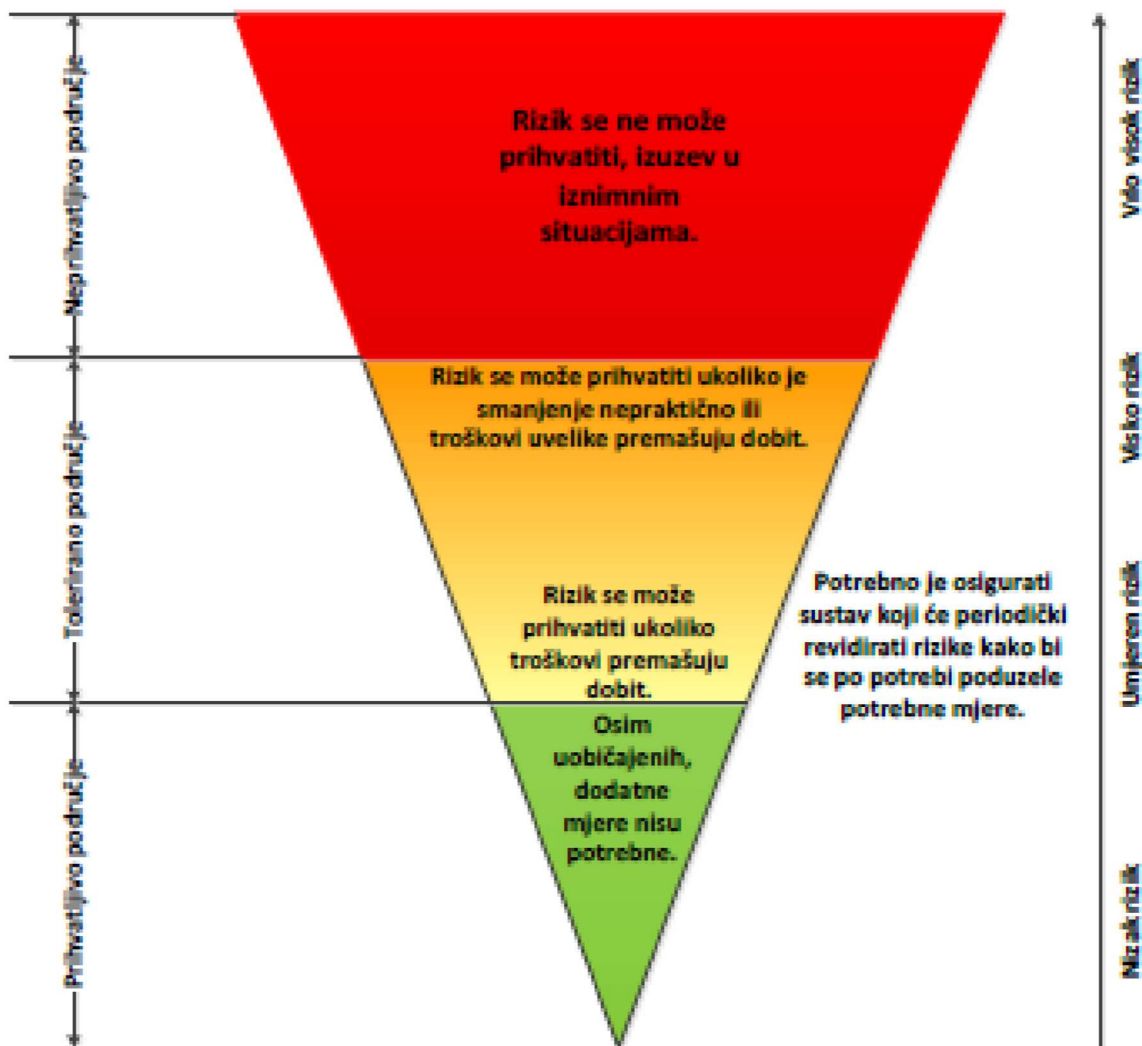 Neprihvatljivo područje
Tolerirano područje
Prihvatljivo područje
Rizik se ne može
prihvatiti, izuzev u
iznimnim
situacijama.
Rizik se može prihvatiti ukoliko je
smanjenje nepraktično ili
troškovi uvelike premašuju dobit.
Rizik se može
prihvatiti ukoliko
troškovi premašuju
dobit.
Osim
uobičajenih,
dodatne
mjere nisu
potrebne.
Potrebno je osigurati
sustav koji će periodički
revidirati rizike kako bi
se po potrebi poduzele
potrebne mjere.
Vrlo visok rizik
Visko rizik
Umjeren rizik
Nizak rizik